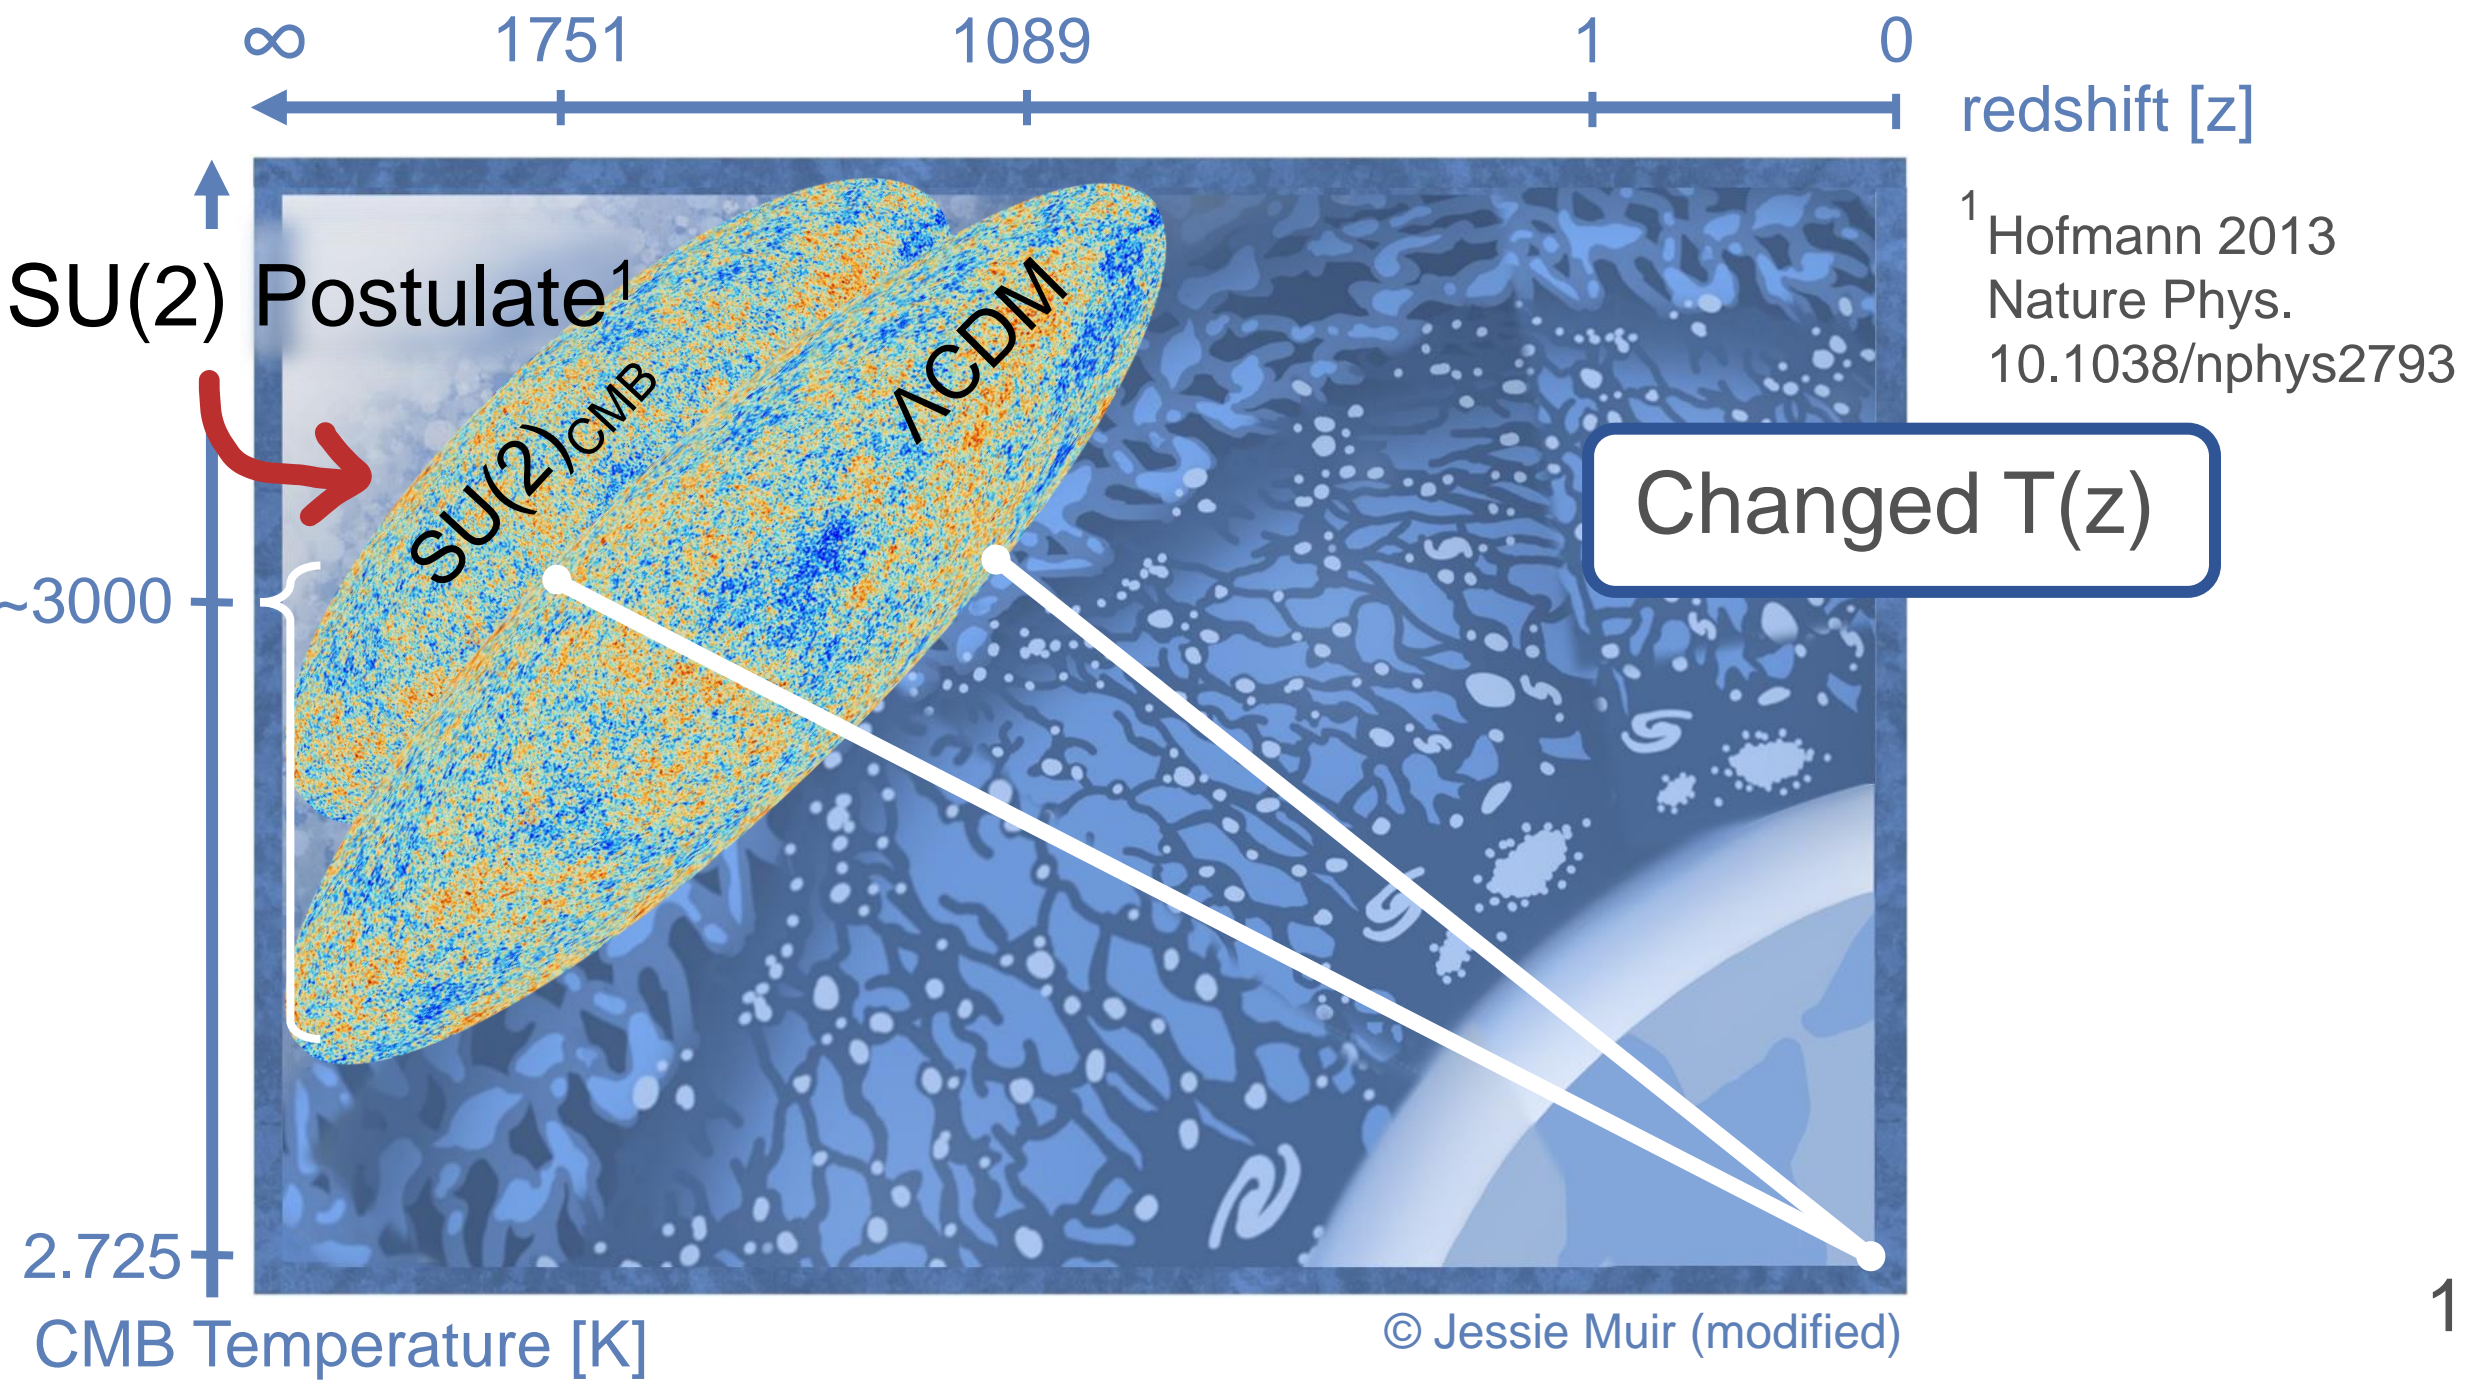 ∞ 1751 1089 1 0
redshift [z]
1 Hofmann 2013
Nature Phys.
10.1038/nphys2793
SU(2) Postulate1
ΛCDM
SU(2)CMB
Changed T(z)
~3000
2.725
CMB Temperature [K]
© Jessie Muir (modified)
1